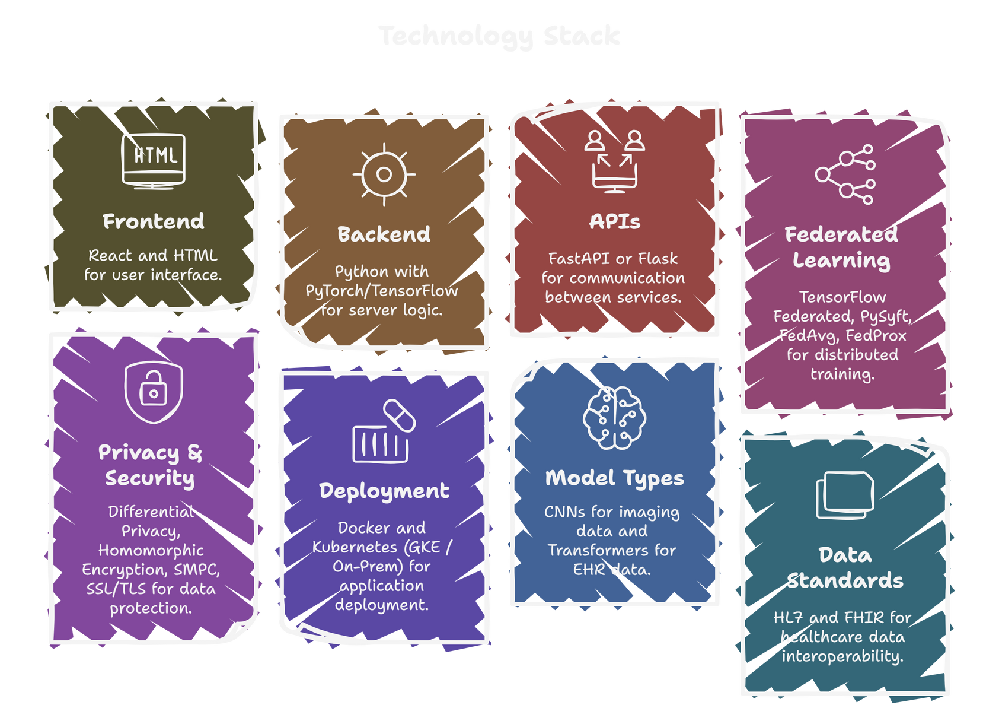 Technology Stack
HTML
Frontend
React and HTML
for user interface.
Backend
Python with
PyTorch/TensorFlow
for server logic.
APIs
FastAPI or Flask
for communication
between services.
Federated
Learning
TensorFlow
Federated, PySyft,
FedAvg, FedProx
for distributed
training.
Privacy &
Security
Differential
Privacy,
Homomorphic
Encryption, SMPC,
SSL/TLS for data
protection.
Deployment
Docker and
Kubernetes (GKE /
On-Prem) for
application
deployment.
Model Types
CNNs for imaging
data and
Transformers for
EHR data.
Data
Standards
HL7 and FHIR for
healthcare data
interoperability.